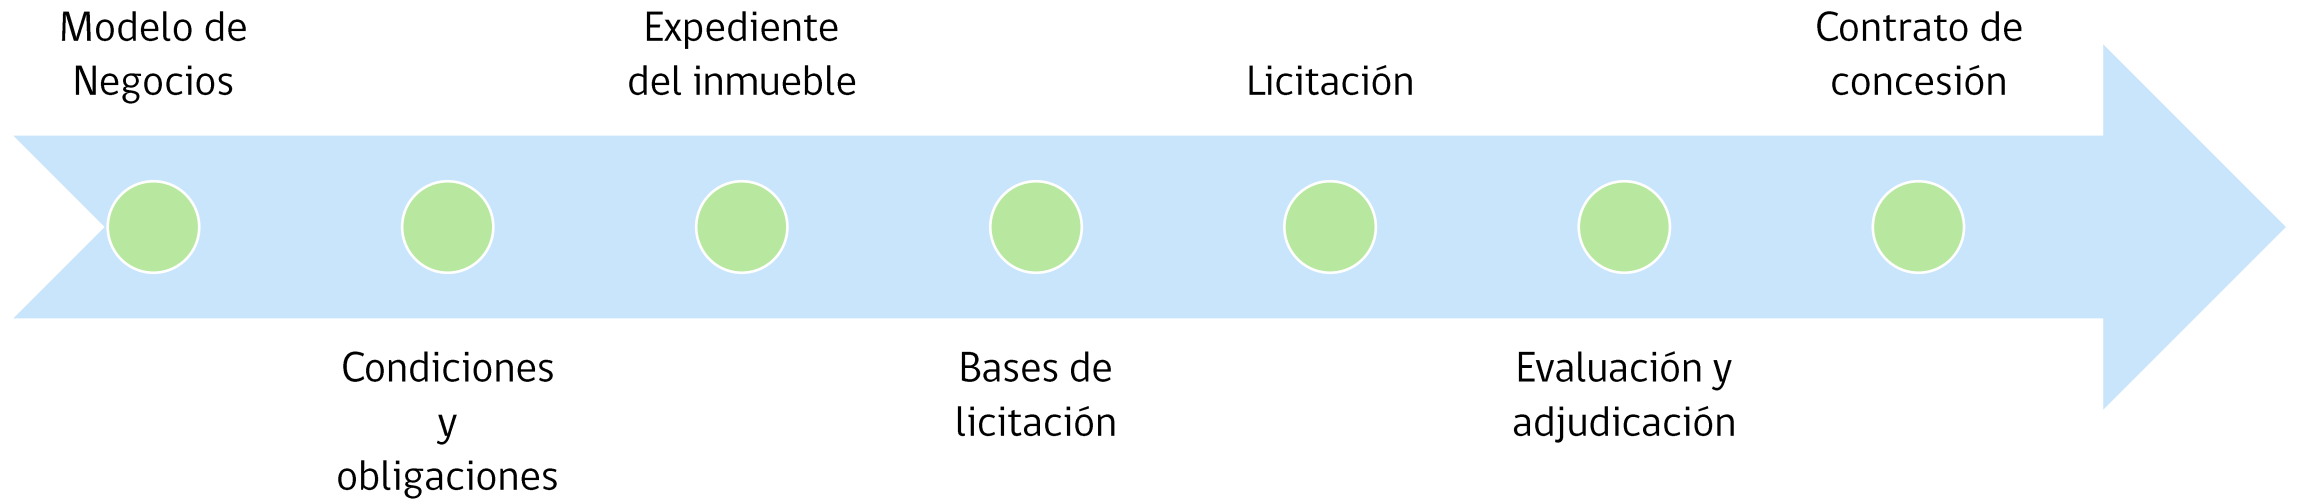 Modelo de
Negocios
Condiciones
y
obligaciones
Expediente
del inmueble
Bases de
licitación
Licitación
Evaluación y
adjudicación
Contrato de
concesión